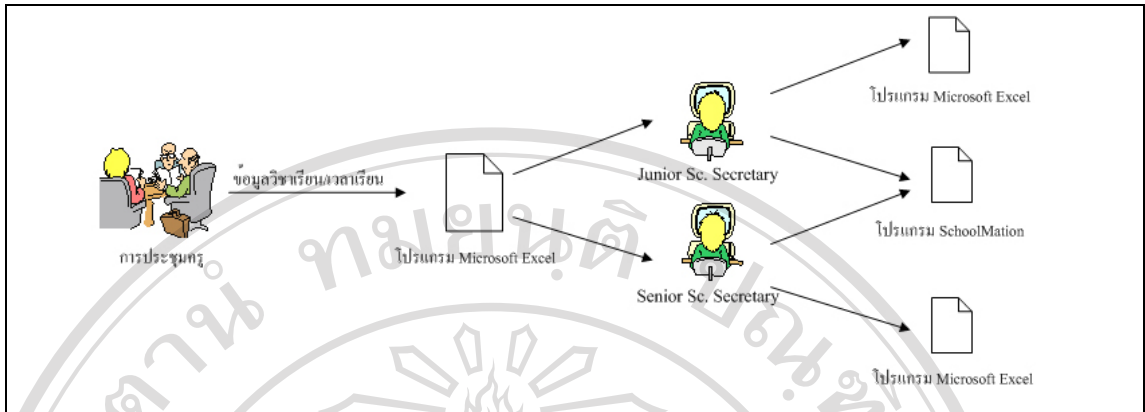 โปรแกรม Microsoft Excel
ข้อมูลวิชาเรียน/เวลาเรียน
Junior Sc. Secretary
การประชุมครู
โปรแกรม Microsoft Excel
โปรแกรม SchoolMation
Senior Sc. Secretary
โปรแกรม Microsoft Excel